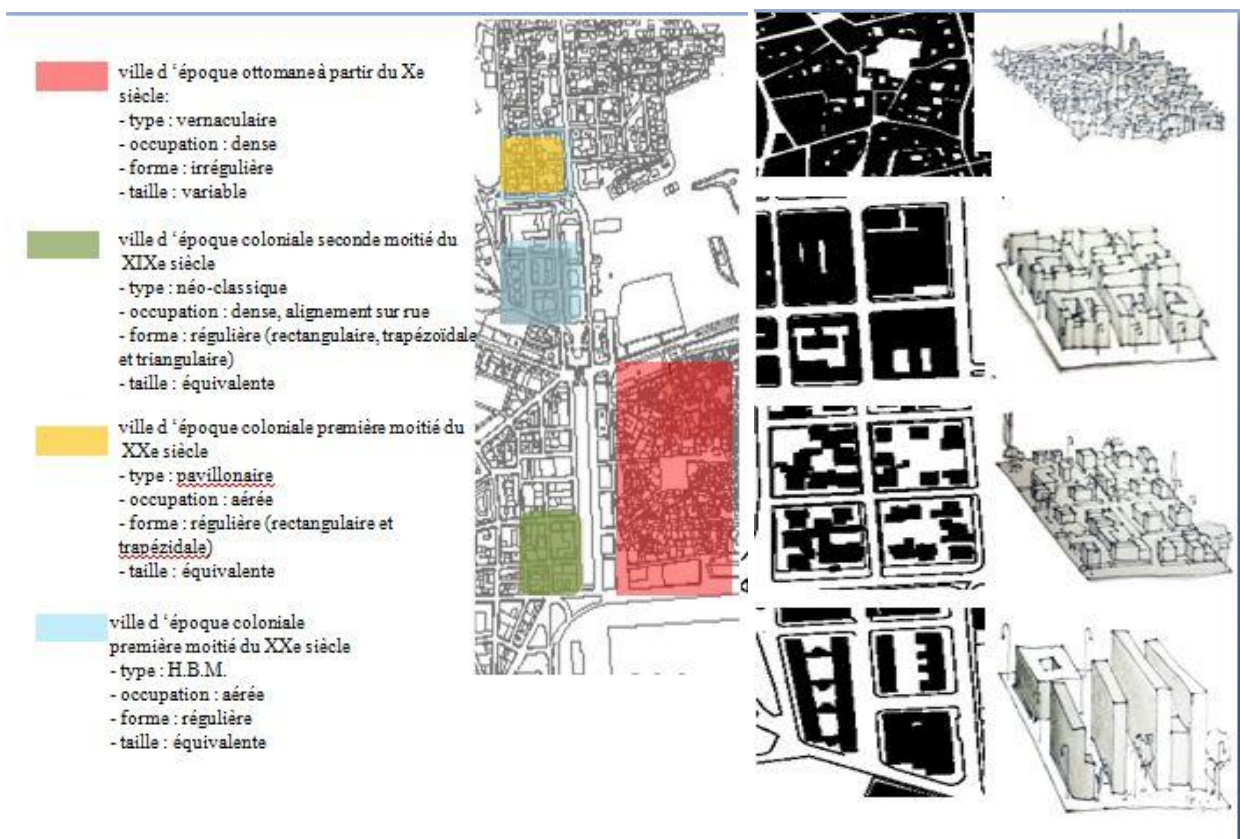 ville d ‘époque ottomane à partir du Xe
siècle:
- type : vernaculaire
- occupation : dense
- forme : irrégulière
- taille : variable
ville d ‘époque coloniale seconde moitié du
XIXe siècle
- type : néo-classique
- occupation : dense, alignement sur rue
- forme : régulière (rectangulaire, trapézoïdale
et triangulaire)
- taille : équivalente
ville d ‘époque coloniale première moitié du
XXe siècle
- type : pavillonaire
- occupation : aérée
- forme : régulière (rectangulaire et
trapézidale)
- taille : équivalente
ville d ‘époque coloniale
première moitié du XXe siècle
- type : H.B.M.
- occupation : aérée
- forme : régulière
- taille : équivalente